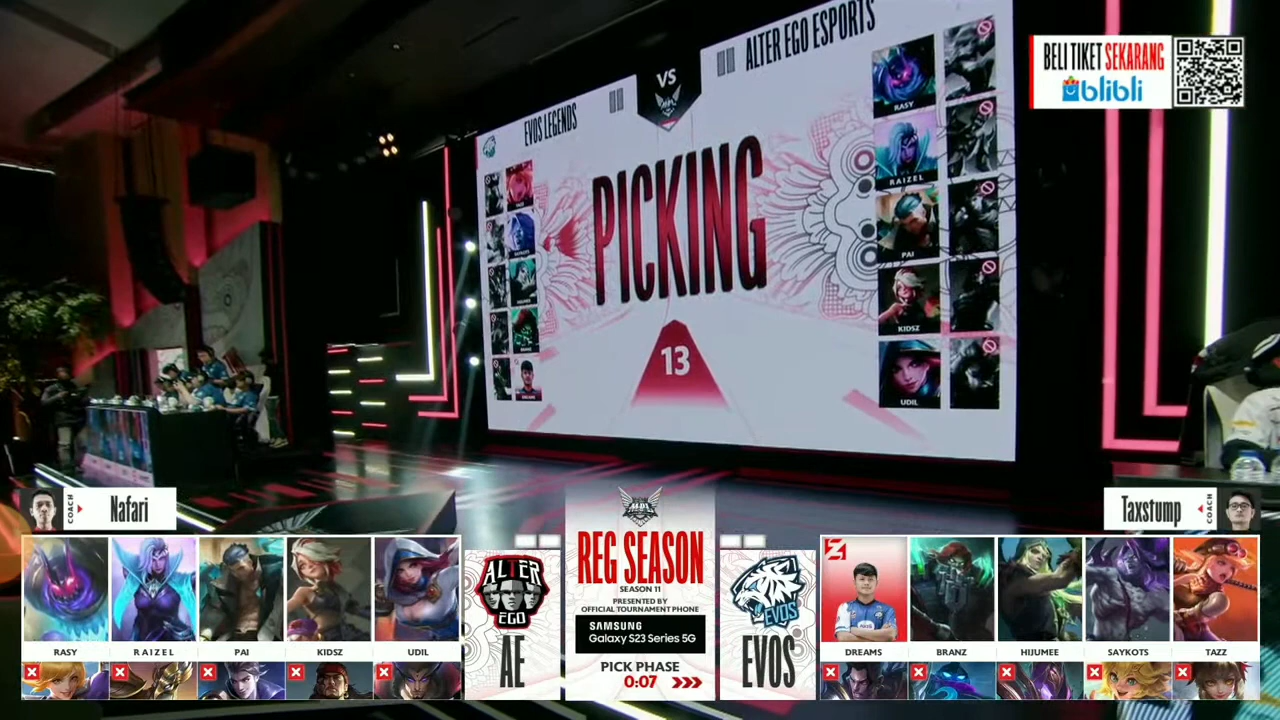 EVOS LEGENDS
VS
ALTER EGO ESPORTS
PICKING
13
RASY
RAIZEL
PAI
KIDSZ
UDIL
BELI TIKET SEKARANG
blibli
COACH
Nafari
Taxstump
COACH
RASY
RAIZEL
PAI
KIDSZ
UDIL
ALTER
EGO
AE
REG SEASON
SEASON 11
PRESENTED BY
OFFICIAL TOURNAMENT PHONE
SAMSUNG
Galaxy S23 Series 5G
PICK PHASE
0:07
EVOS
EVOS
DREAMS
BRANZ
HIJUMEE
SAYKOTS
TAZZ